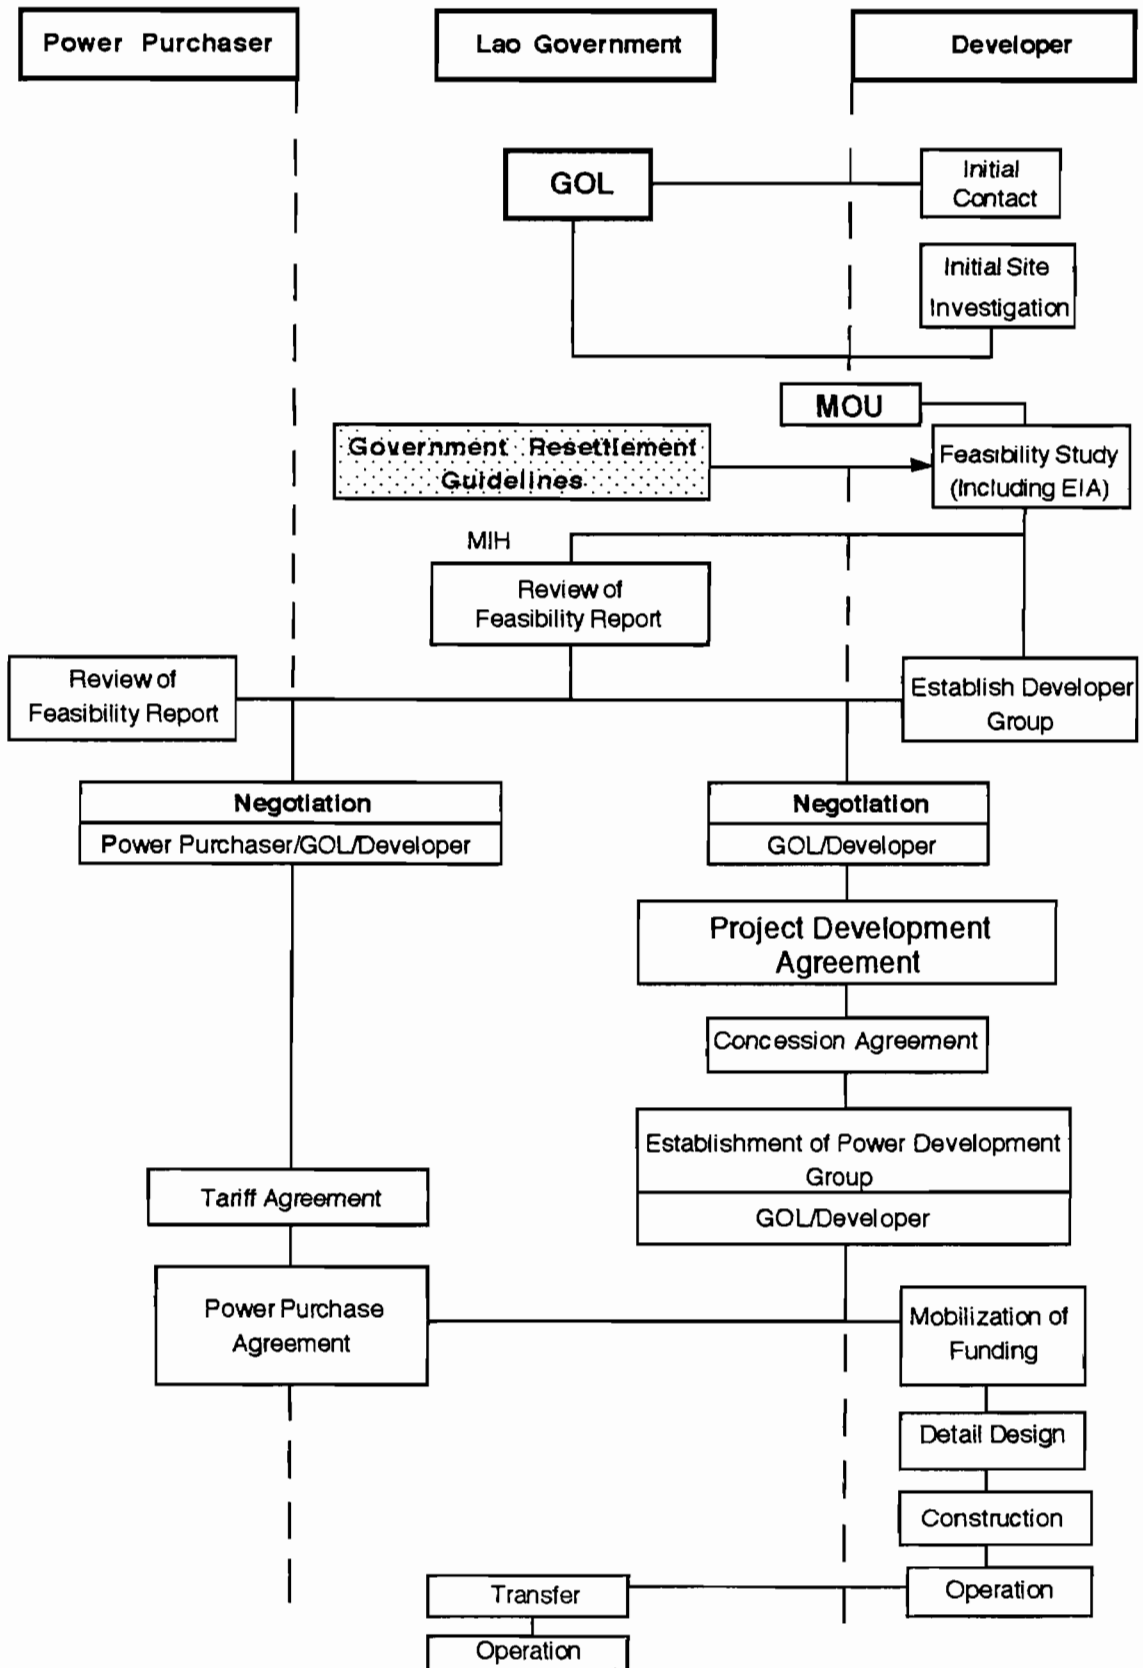 Power Purchaser
Lao Government
Developer
GOL
Initial
Contact
Initial Site
Investigation
MOU
Government Resettlement
Guidelines
Feasibility Study
(Including EIA)
MIH
Review of
Feasibility Report
Review of
Feasibility Report
Establish Developer
Group
Negotiation
Power Purchaser/GOL/Developer
Negotiation
GOL/Developer
Project Development
Agreement
Concession Agreement
Establishment of Power Development
Group
GOL/Developer
Tariff Agreement
Power Purchase
Agreement
Mobilization of
Funding
Detail Design
Construction
Operation
Transfer
Operation